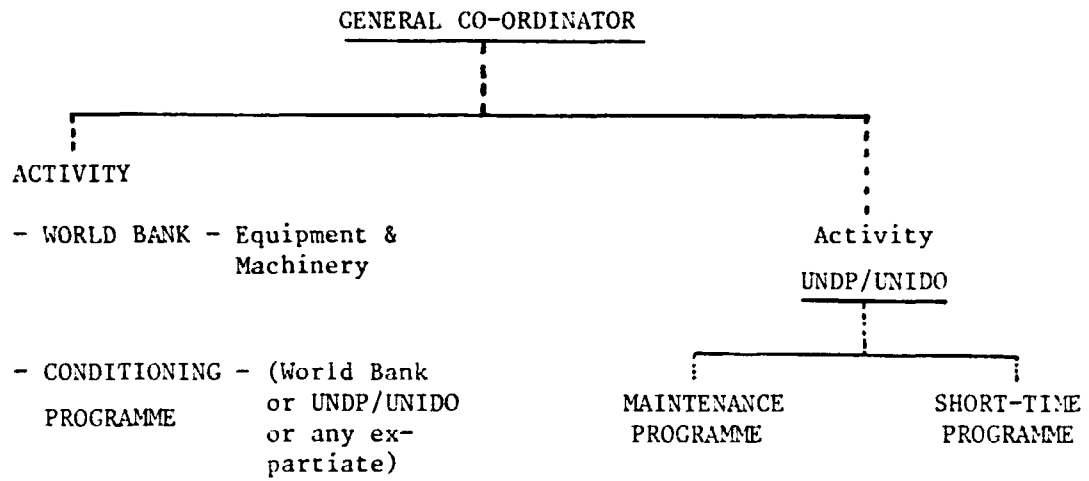 GENERAL CO-ORDINATOR
ACTIVITY
- WORLD BANK - Equipment &
Machinery
- CONDITIONING - (World Bank
PROGRAMME or UNDP/UNIDO
or any ex-
partiate)
Activity
UNDP/UNIDO
MAINTENANCE
PROGRAMME
SHORT-TIME
PROGRAMME